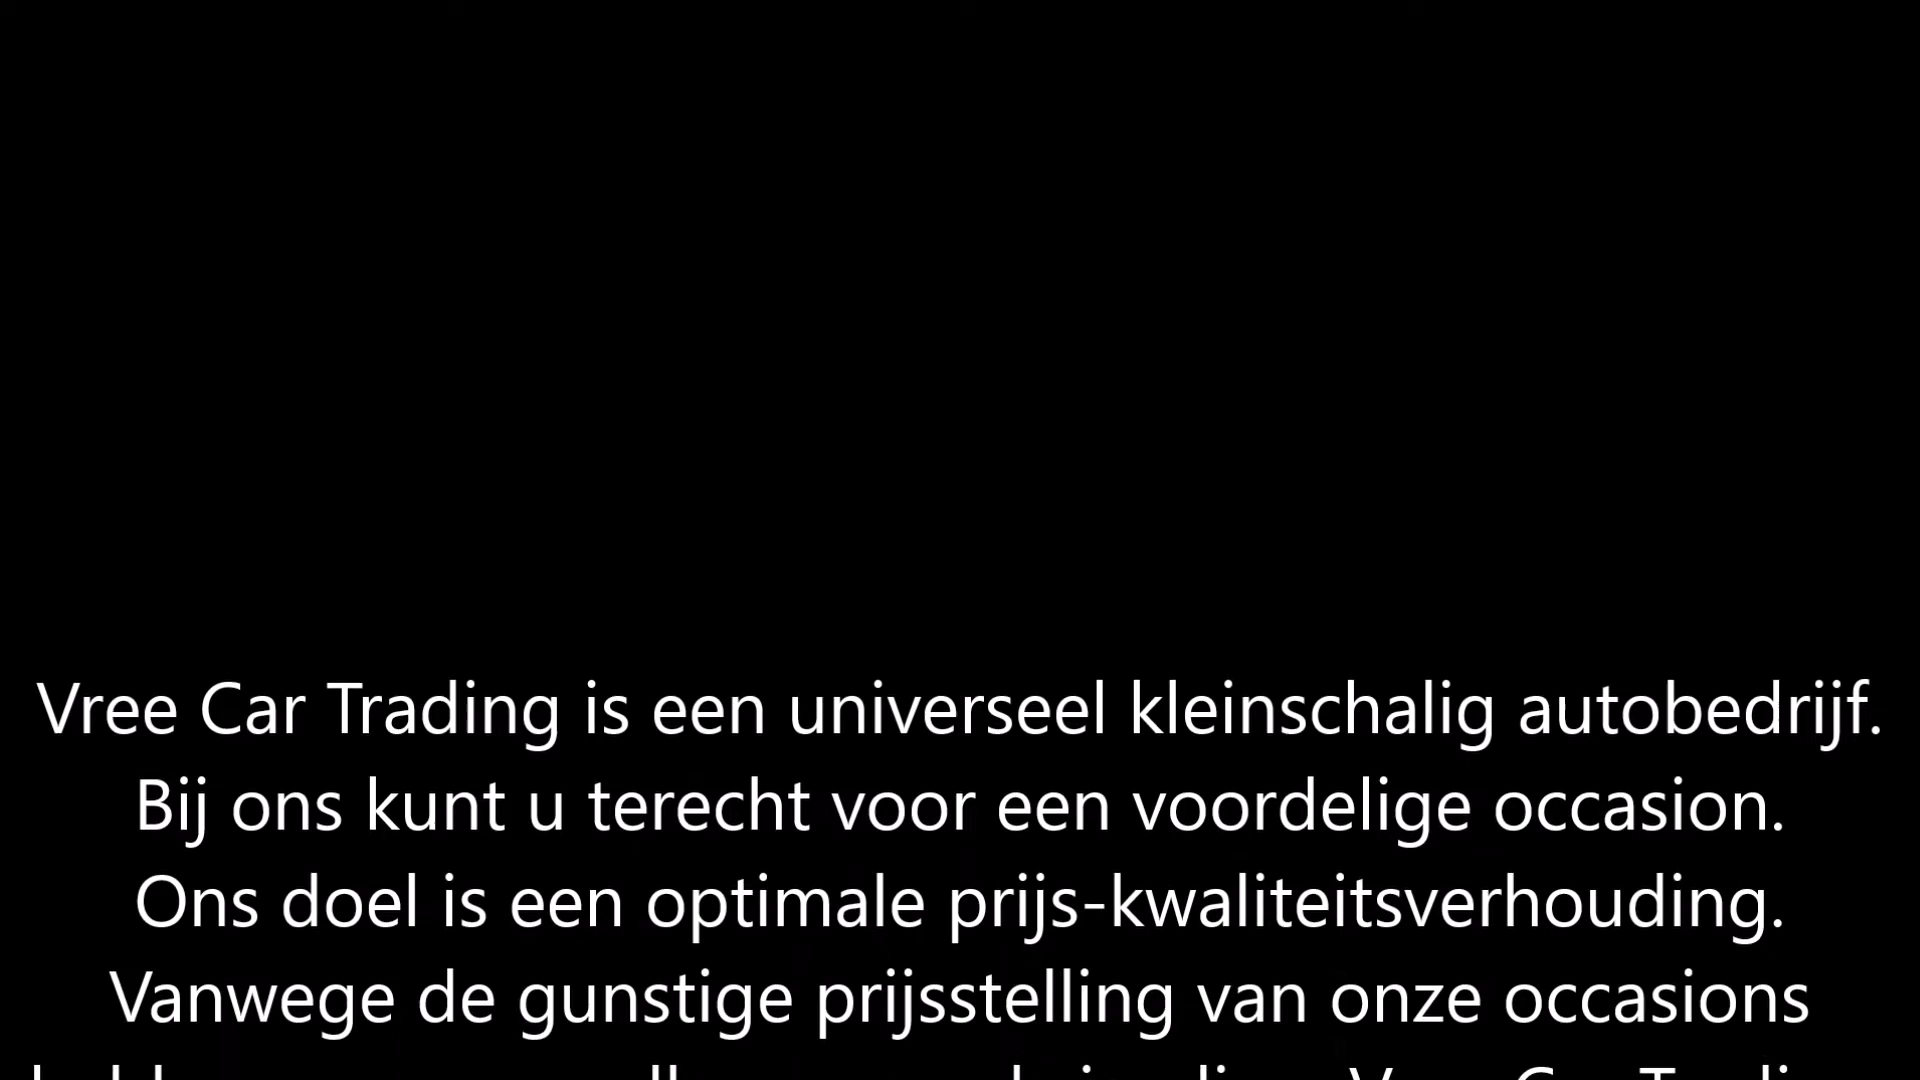 Vree Car Trading is een universeel kleinschalig autobedrijf.
Bij ons kunt u terecht voor een voordelige occasion.
Ons doel is een optimale prijs-kwaliteitsverhouding.
Vanwege de gunstige prijsstelling van onze occasions